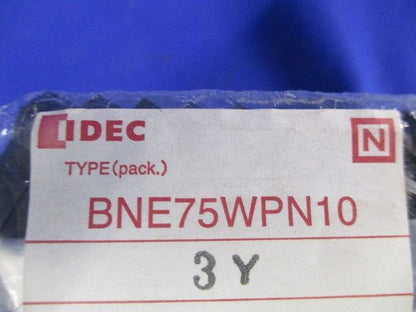 IDEC
N
TYPE(pack.)
BNE75WPN10
3 Y